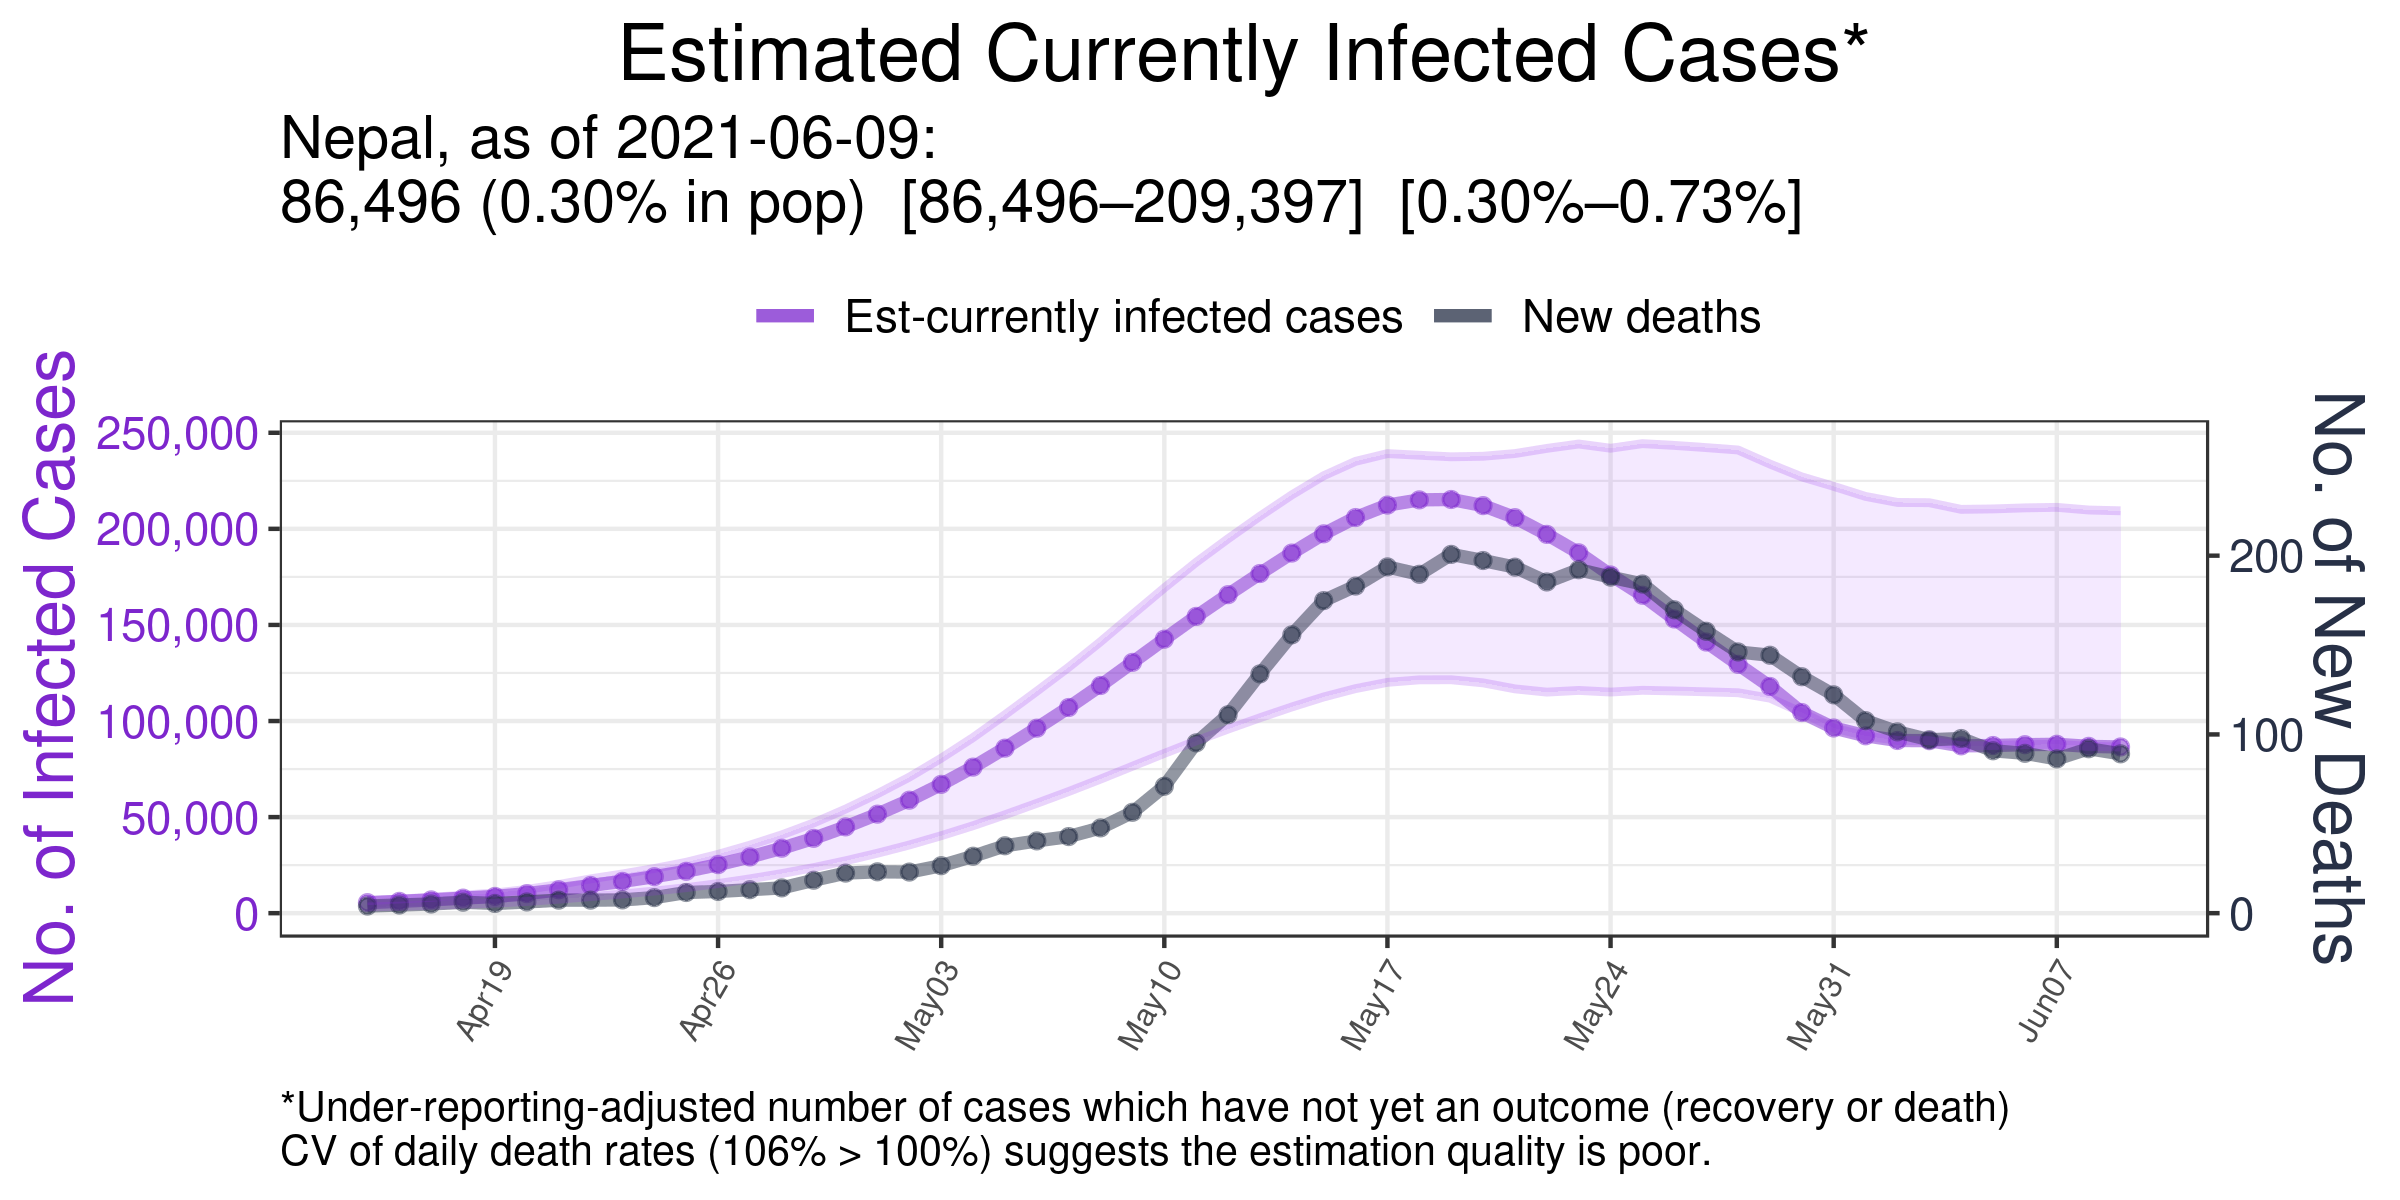 Estimated Currently Infected Cases*
Nepal, as of 2021-06-09:
86,496 (0.30% in pop)  [86,496–209,397]  [0.30%–0.73%]
Est-currently infected cases
New deaths
No. of Infected Cases
250,000
200,000
150,000
100,000
50,000
0
No. of New Deaths
200
100
0
Apr19
Apr26
May03
May10
May17
May24
May31
Jun07
*Under-reporting-adjusted number of cases which have not yet an outcome (recovery or death)
CV of daily death rates (106% > 100%) suggests the estimation quality is poor.